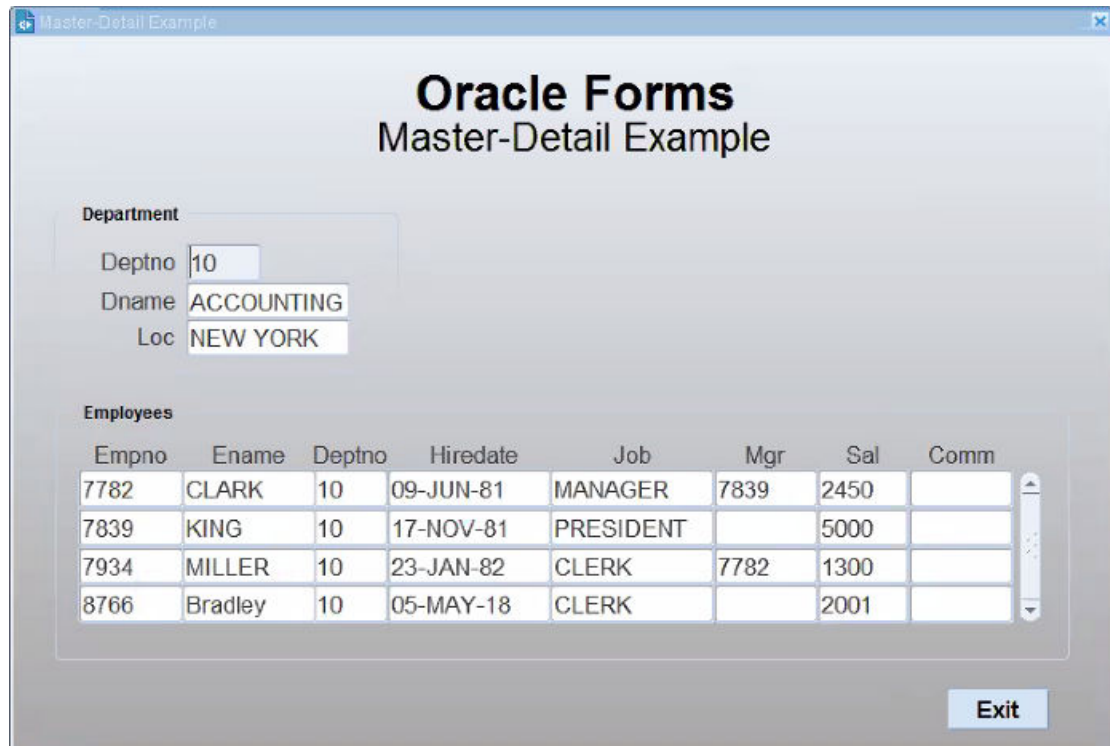 Master-Detail Example
Oracle Forms
Master-Detail Example
Department
Deptno 10
Dname ACCOUNTING
Loc NEW YORK
Employees
Empno Ename Deptno Hiredate Job Mgr Sal Comm
7782 CLARK 10 09-JUN-81 MANAGER 7839 2450
7839 KING 10 17-NOV-81 PRESIDENT 5000
7934 MILLER 10 23-JAN-82 CLERK 7782 1300
8766 Bradley 10 05-MAY-18 CLERK 2001
Exit